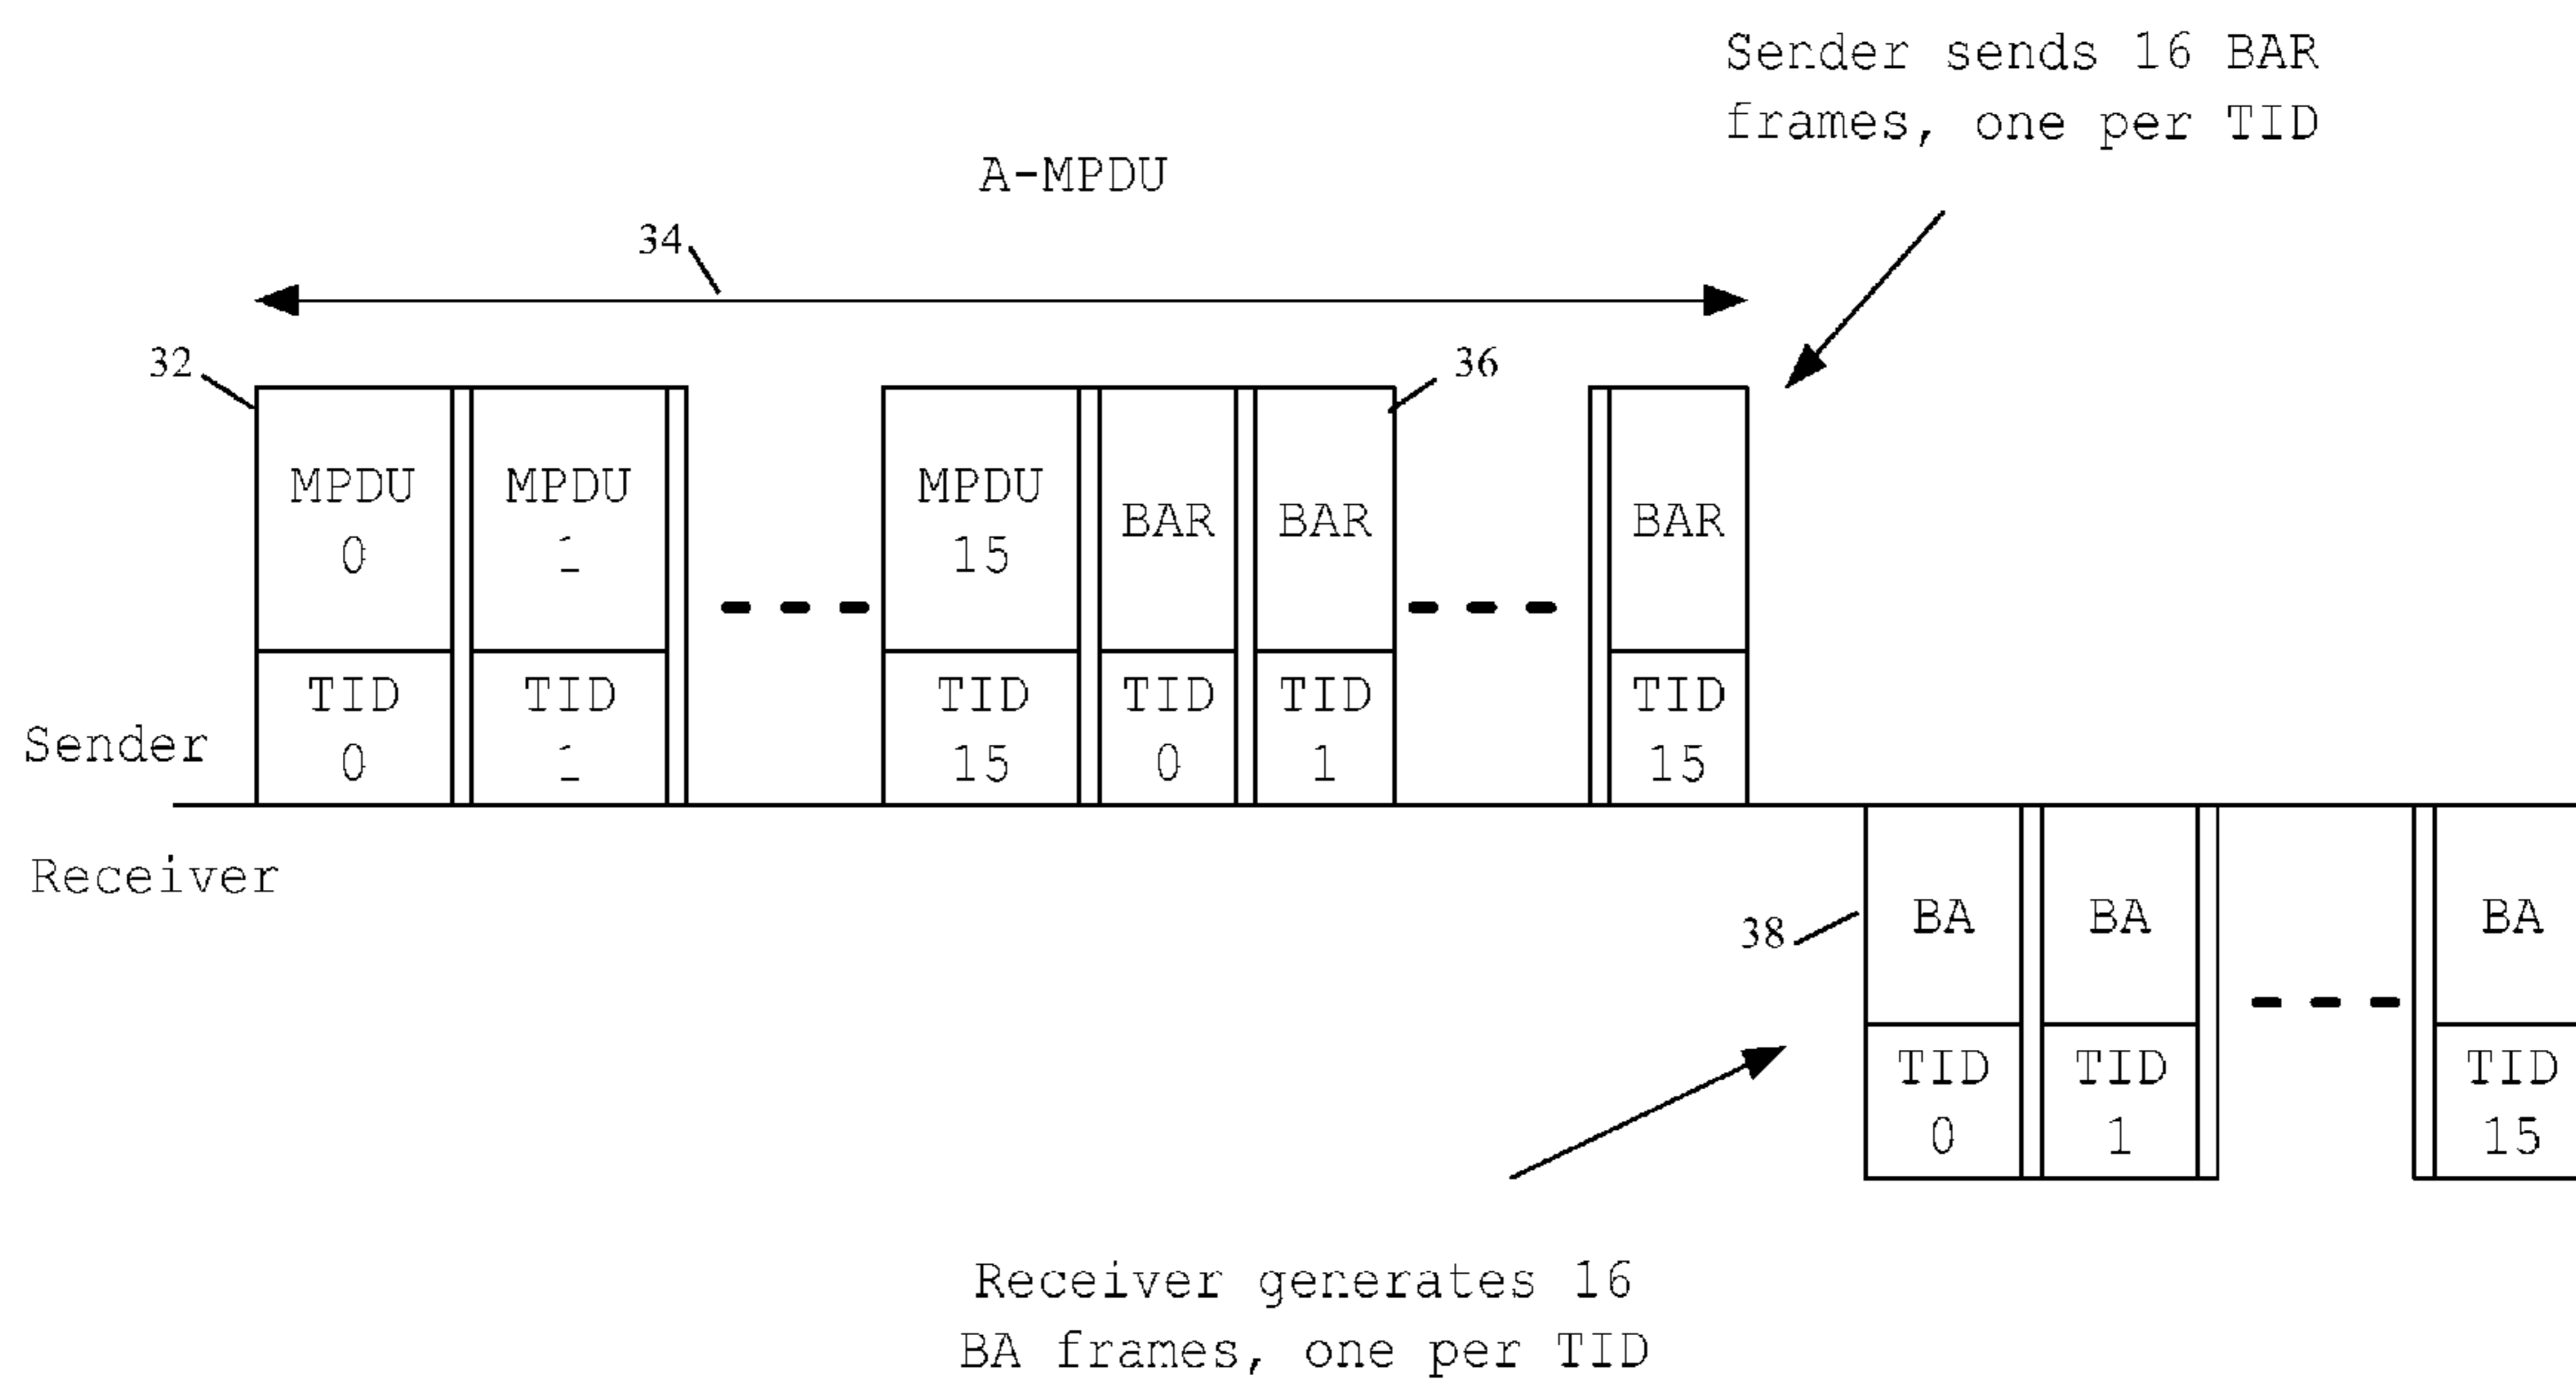 Sender sends 16 BAR
frames, one per TID
A-MPDU
34
32
36
MPDU
0
MPDU
1
MPDU
15
BAR
BAR
BAR
TID
0
TID
1
TID
15
TID
0
TID
1
TID
15
Sender
Receiver
38
BA
BA
BA
TID
0
TID
1
TID
15
Receiver generates 16
BA frames, one per TID